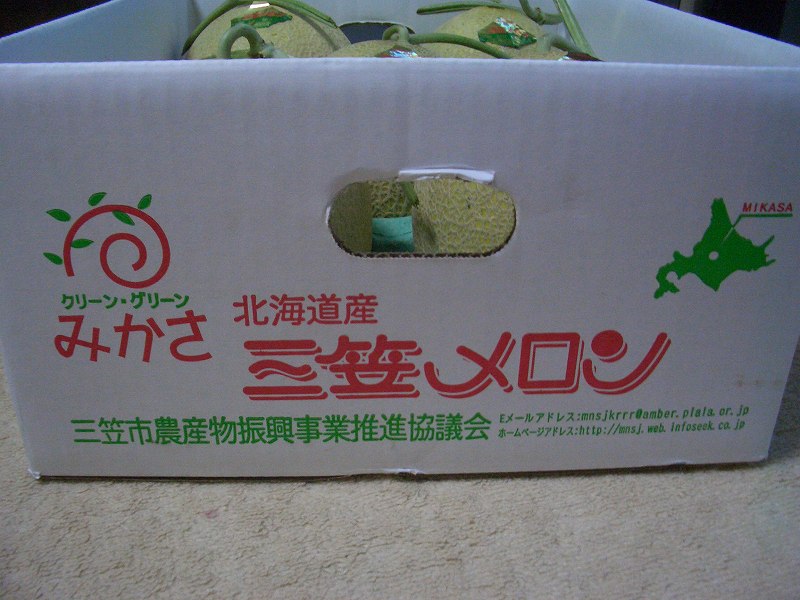 MIKASA
クリーン・グリーン
みかさ
北海道産
三笠メロン
三笠市農産物振興事業推進協議会
Eメールアドレス:mnsjkrrr@amber.plala.or.jp
ホームページアドレス:http://mnsj.web.infoseek.co.jp